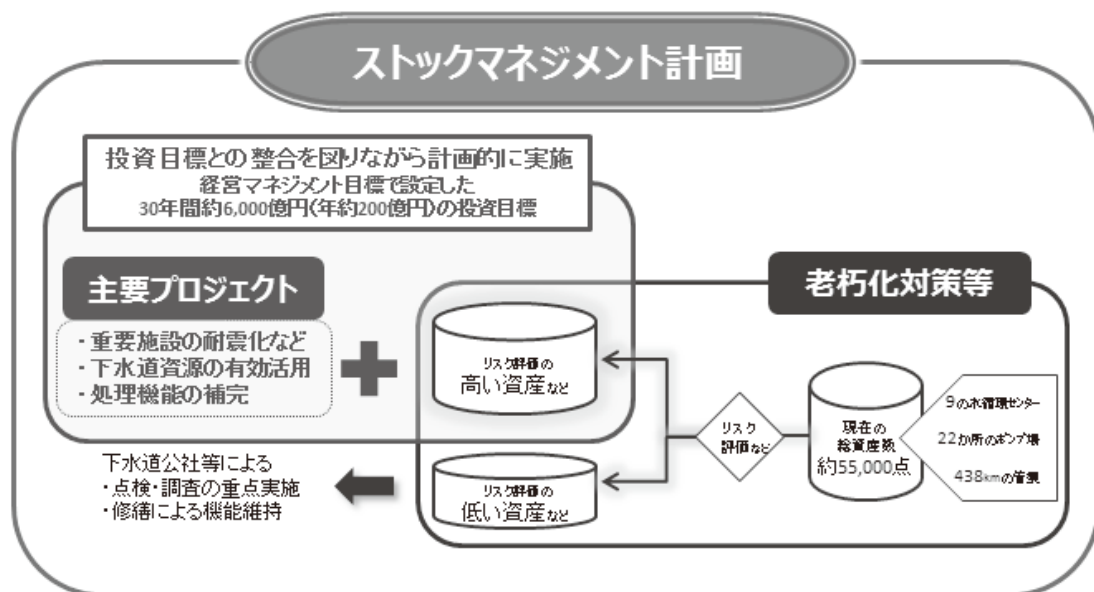 ストックマネジメント計画
投資目標との整合を図りながら計画的に実施
経営マネジメント目標で設定した
30年間約6,000億円(年約200億円)の投資目標
主要プロジェクト
・重要施設の耐震化など
・下水道資源の有効活用
・処理機能の補完
老朽化対策等
リスク評価の
高い資産など
リスク評価の
低い資産など
リスク
評価など
現在の
総資産数
約55,000点
9の水循環センター
22か所のポンプ場
438kmの管渠
下水道公社等による
・点検・調査の重点実施
・修繕による機能維持